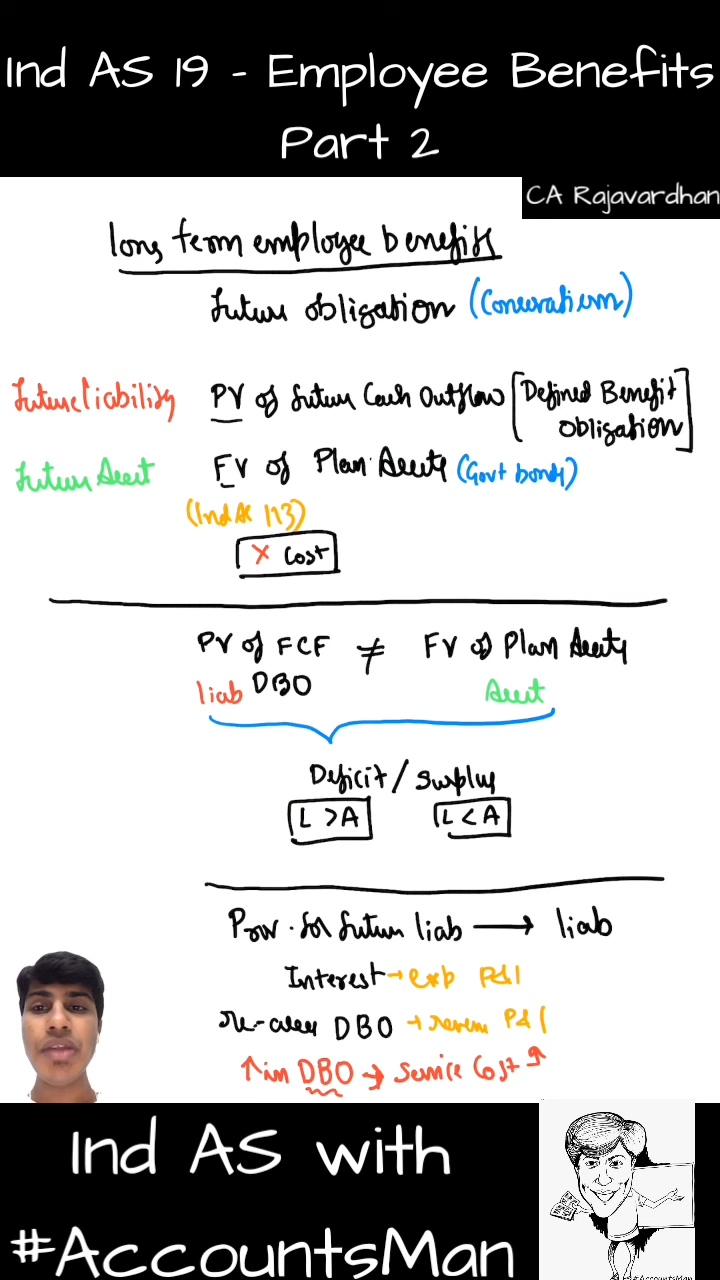 Ind AS 19 - Employee Benefits
Part 2
CA Rajavardhan
long term employee benefits
future obligation (Conservatism)
future liability PV of future Cash Outflow [Defined Benefit
Obligation]
future Asset FV of Plan Assets (Govt bonds)
(Ind AS 113)
X Cost
PV of FCF ≠ FV of Plan Assets
liab DBO Asset
Deficit / Surplus
L > A L < A
Prov. for future liab → liab
Interest → exp P&l
DBO → P&l
↑ in DBO → Service Cost ↑
Ind AS with
#AccountsMan
#AccountsMan